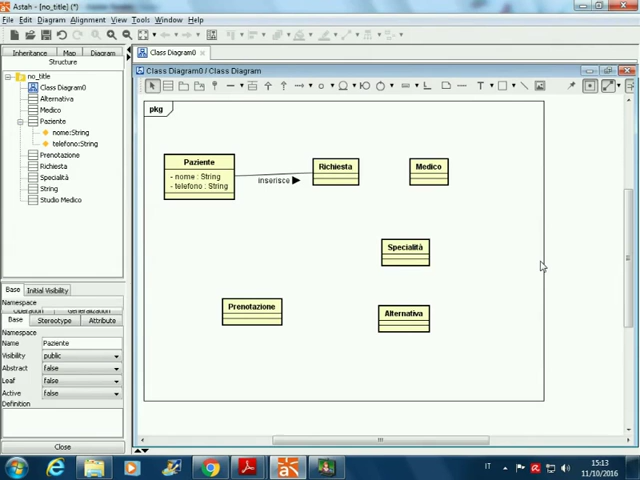 Astah - [no_title] (*)
File Edit Diagram Alignment View Tools Window Help
Inheritance Map Diagram
Structure
no_title
Class Diagram0
Alternativa
Medico
Paziente
nome:String
telefono:String
Prenotazione
Richiesta
Specialità
String
Studio Medico
Base Initial Visibility
Namespace
Operation Generalization
Base Stereotype Attribute
Namespace
Name Paziente
Visibility public
Abstract false
Leaf false
Active false
Definition
Close
Class Diagram0
Class Diagram0 / Class Diagram
pkg
Paziente
- nome : String
- telefono : String
inserisce
Richiesta
Medico
Specialità
Prenotazione
Alternativa
IT
15:13
11/10/2016